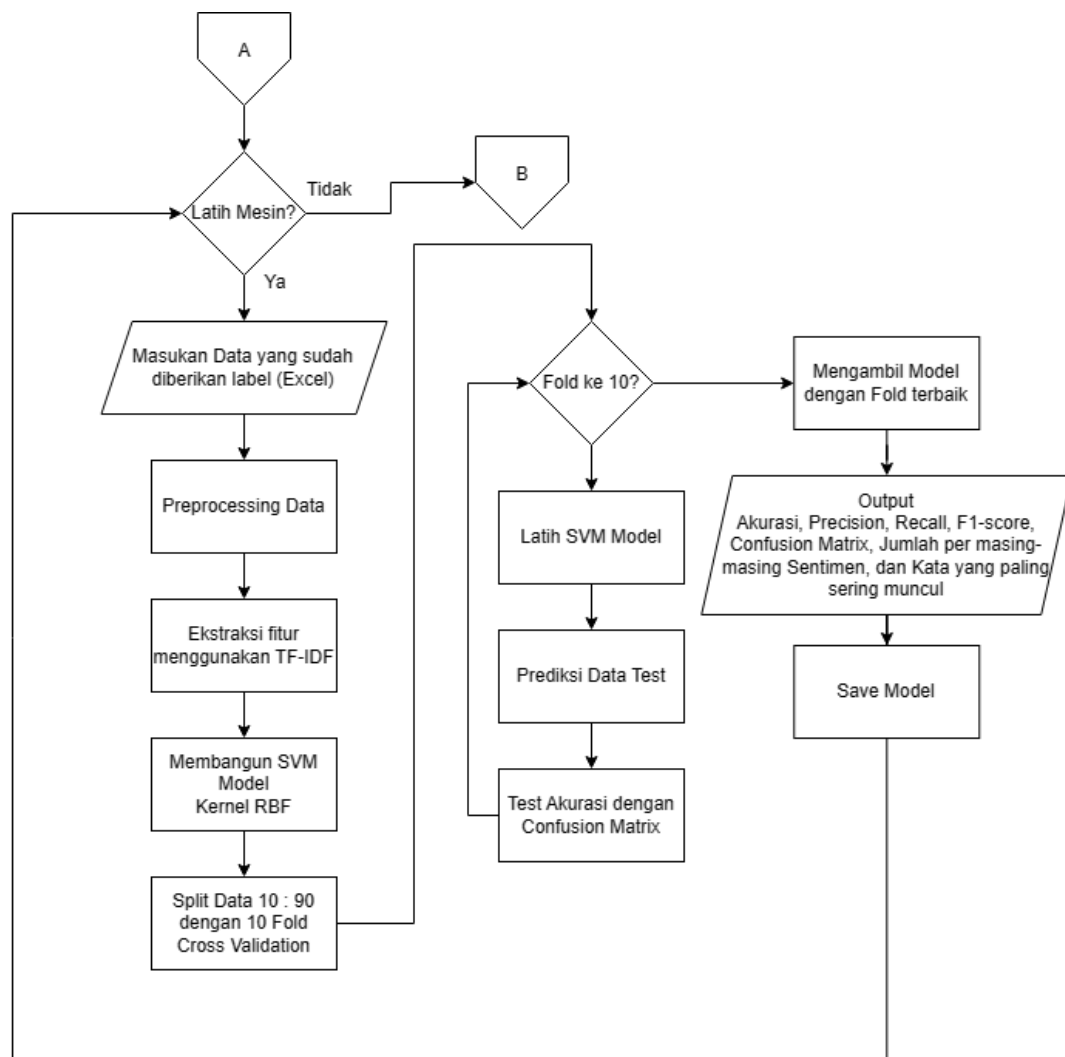 A
Latih Mesin?
Tidak
B
Ya
Masukan Data yang sudah
diberikan label (Excel)
Preprocessing Data
Ekstraksi fitur
menggunakan TF-IDF
Membangun SVM
Model
Kernel RBF
Split Data 10 : 90
dengan 10 Fold
Cross Validation
Fold ke 10?
Latih SVM Model
Prediksi Data Test
Test Akurasi dengan
Confusion Matrix
Mengambil Model
dengan Fold terbaik
Output
Akurasi, Precision, Recall, F1-score,
Confusion Matrix, Jumlah per masing-
masing Sentimen, dan Kata yang paling
sering muncul
Save Model